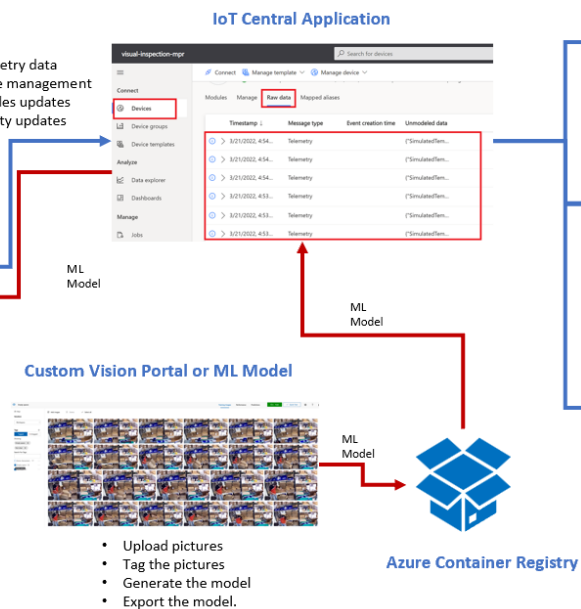 IoT Central Application
etry data
e management
les updates
ty updates
visual-inspection-mpr
Search for devices
Connect
Manage template
Manage device
Connect
Devices
Device groups
Device templates
Analyze
Data explorer
Dashboards
Manage
Jobs
Modules Manage Raw data Mapped aliases
Timestamp ↓ Message type Event creation time Unmodeled data
3/21/2022, 4:54... Telemetry {"SimulatedTem...
3/21/2022, 4:54... Telemetry {"SimulatedTem...
3/21/2022, 4:54... Telemetry {"SimulatedTem...
3/21/2022, 4:53... Telemetry {"SimulatedTem...
3/21/2022, 4:53... Telemetry {"SimulatedTem...
3/21/2022, 4:53... Telemetry {"SimulatedTem...
ML
Model
ML
Model
Custom Vision Portal or ML Model
ML
Model
• Upload pictures
• Tag the pictures
• Generate the model
• Export the model.
Azure Container Registry